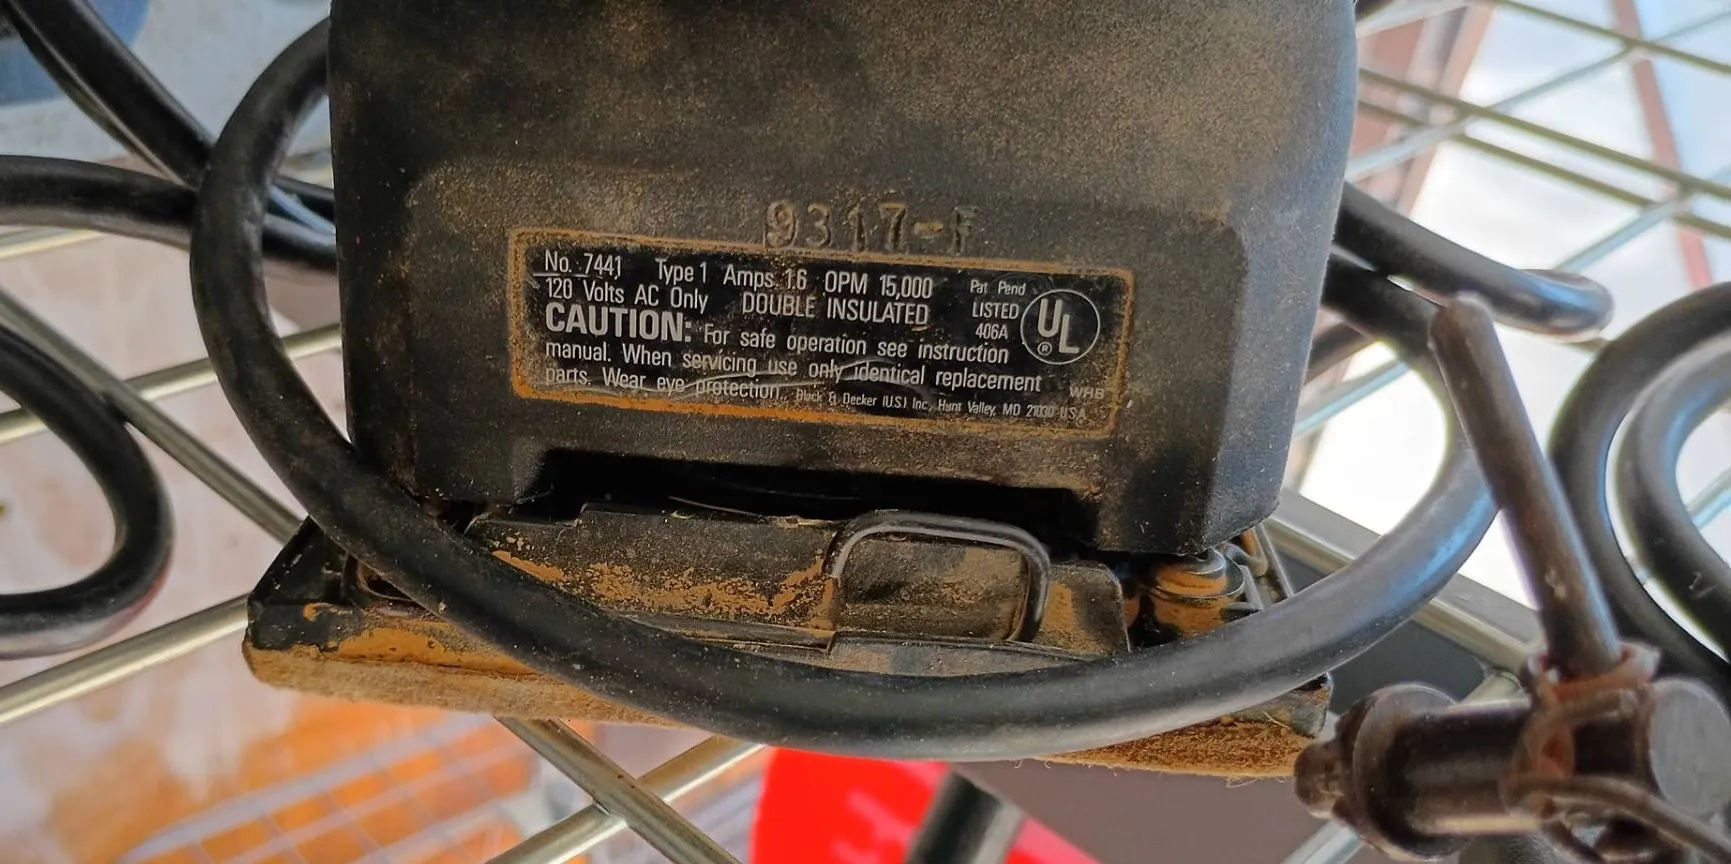 9317-F
No. 7441 Type 1 Amps 1.6 OPM 15,000 Pat Pend
120 Volts AC Only DOUBLE INSULATED LISTED
406A
UL
®
CAUTION: For safe operation see instruction
manual. When servicing use only identical replacement
parts. Wear eye protection. Black & Decker (U.S.) Inc., Hunt Valley, MD 21030 U.S.A.
WHB